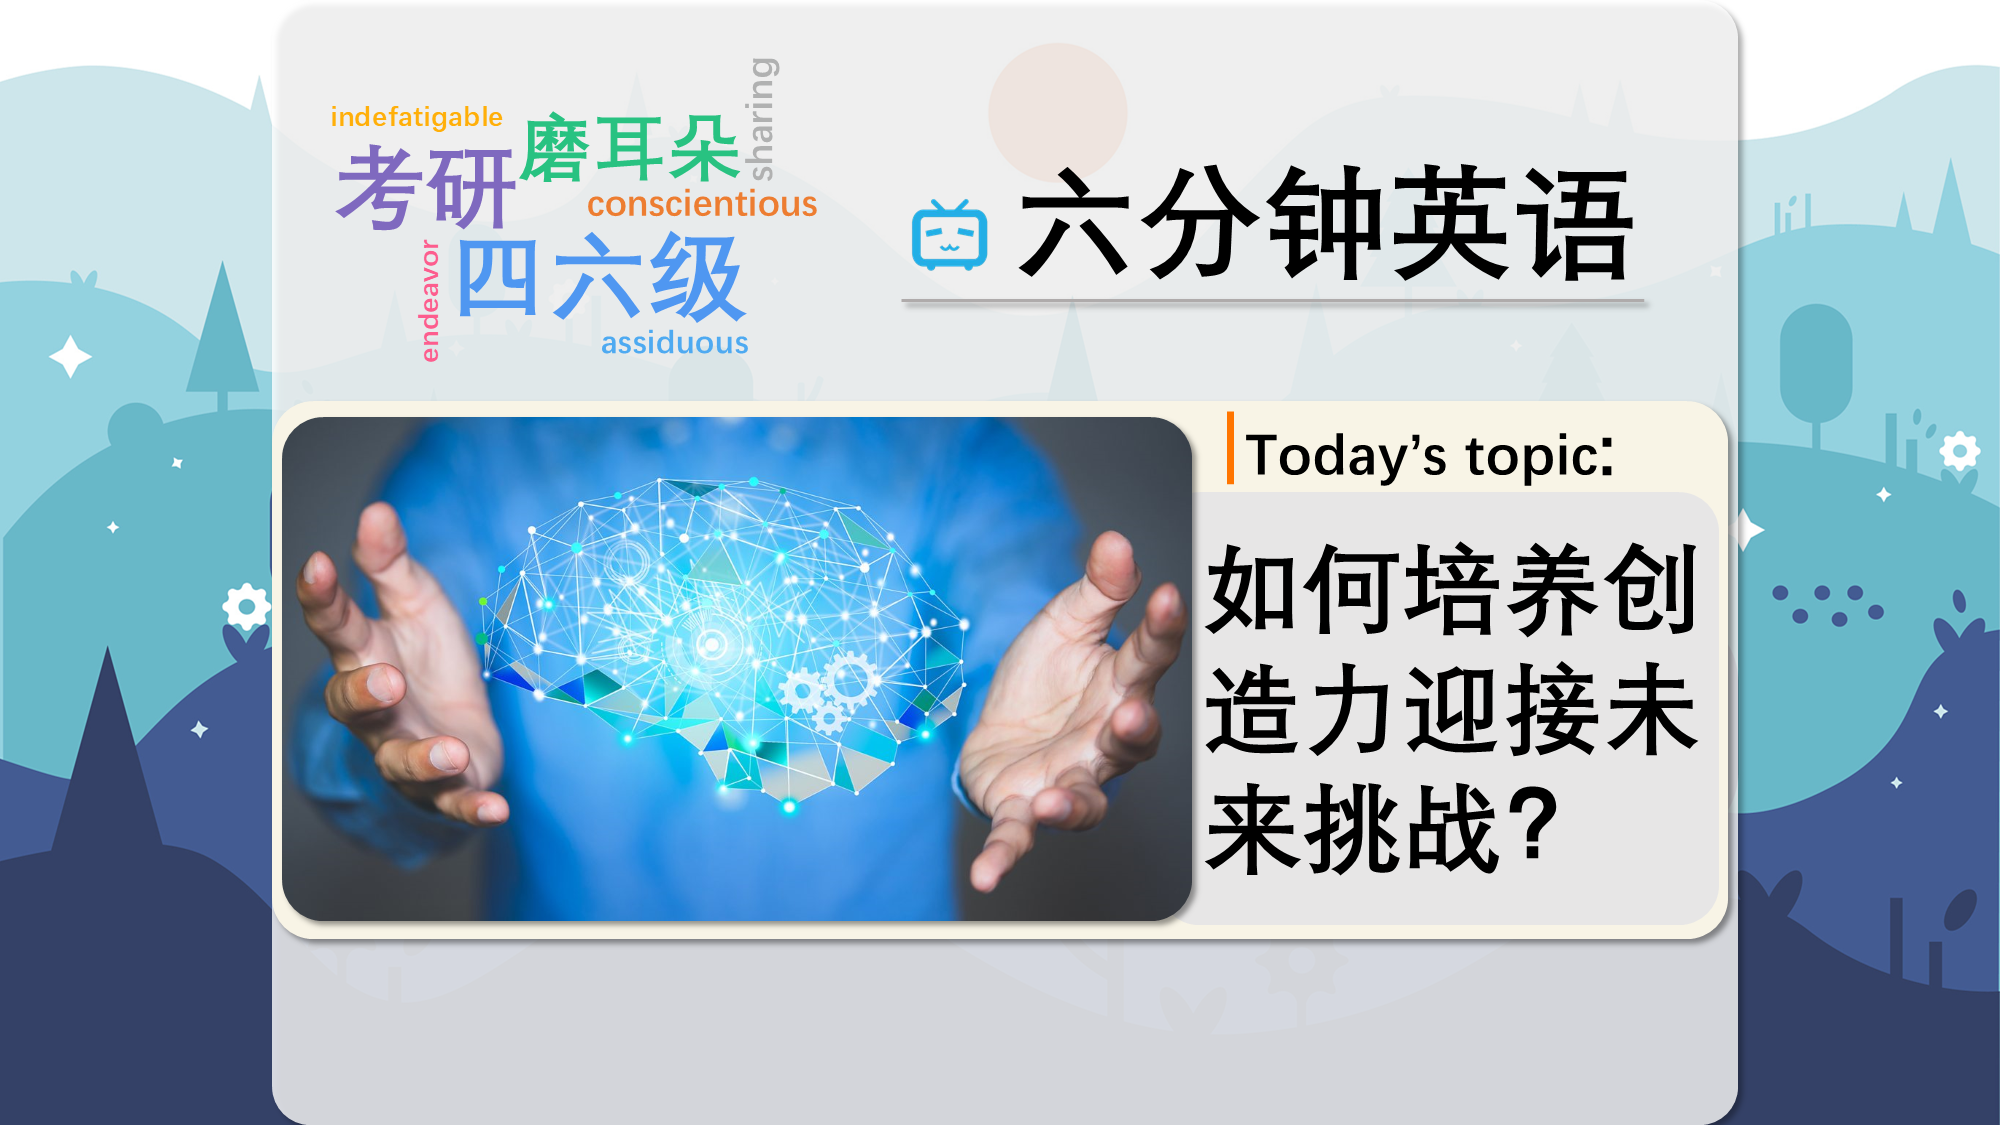 indefatigable
磨耳朵
sharing
考研
conscientious
六分钟英语
endeavor
四六级
assiduous
Today’s topic:
如何培养创
造力迎接未
来挑战？